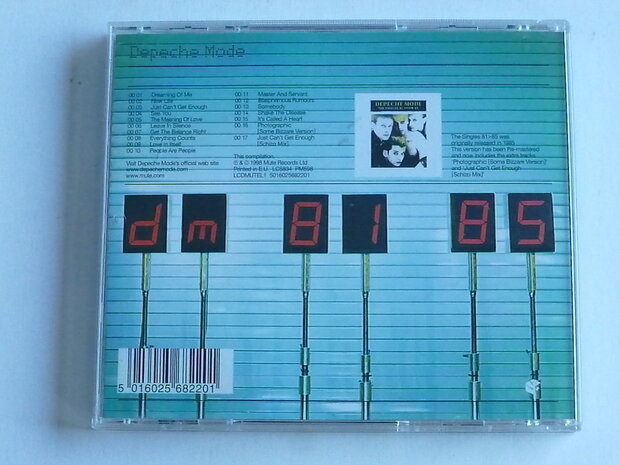 Depeche Mode
00 01 Dreaming Of Me
00 02 New Life
00 03 Just Can't Get Enough
00 04 See You
00 05 The Meaning Of Love
00 06 Leave In Silence
00 07 Get The Balance Right
00 08 Everything Counts
00 09 Love In Itself
00 10 People Are People
Visit Depeche Mode's official web site
www.depechemode.com
www.mute.com
00 11 Master And Servant
00 12 Blasphemous Rumours
00 13 Somebody
00 14 Shake The Disease
00 15 It's Called A Heart
00 16 Photographic
[Some Bizzare Version]
00 17 Just Can't Get Enough
[Schizo Mix]
This compilation
℗ & © 1998 Mute Records Ltd
Printed in E.U. LC5834 PM898
LCDMUTEL1 5016025682201
DEPECHE MODE
THE SINGLES 81→85
The Singles 81>85 was
originally released in 1985
This version has been Re-mastered
and now includes the extra tracks
'Photographic [Some Bizzare Version]'
and 'Just Can't Get Enough
[Schizo Mix]'
dm 81 85
5 016025 682201